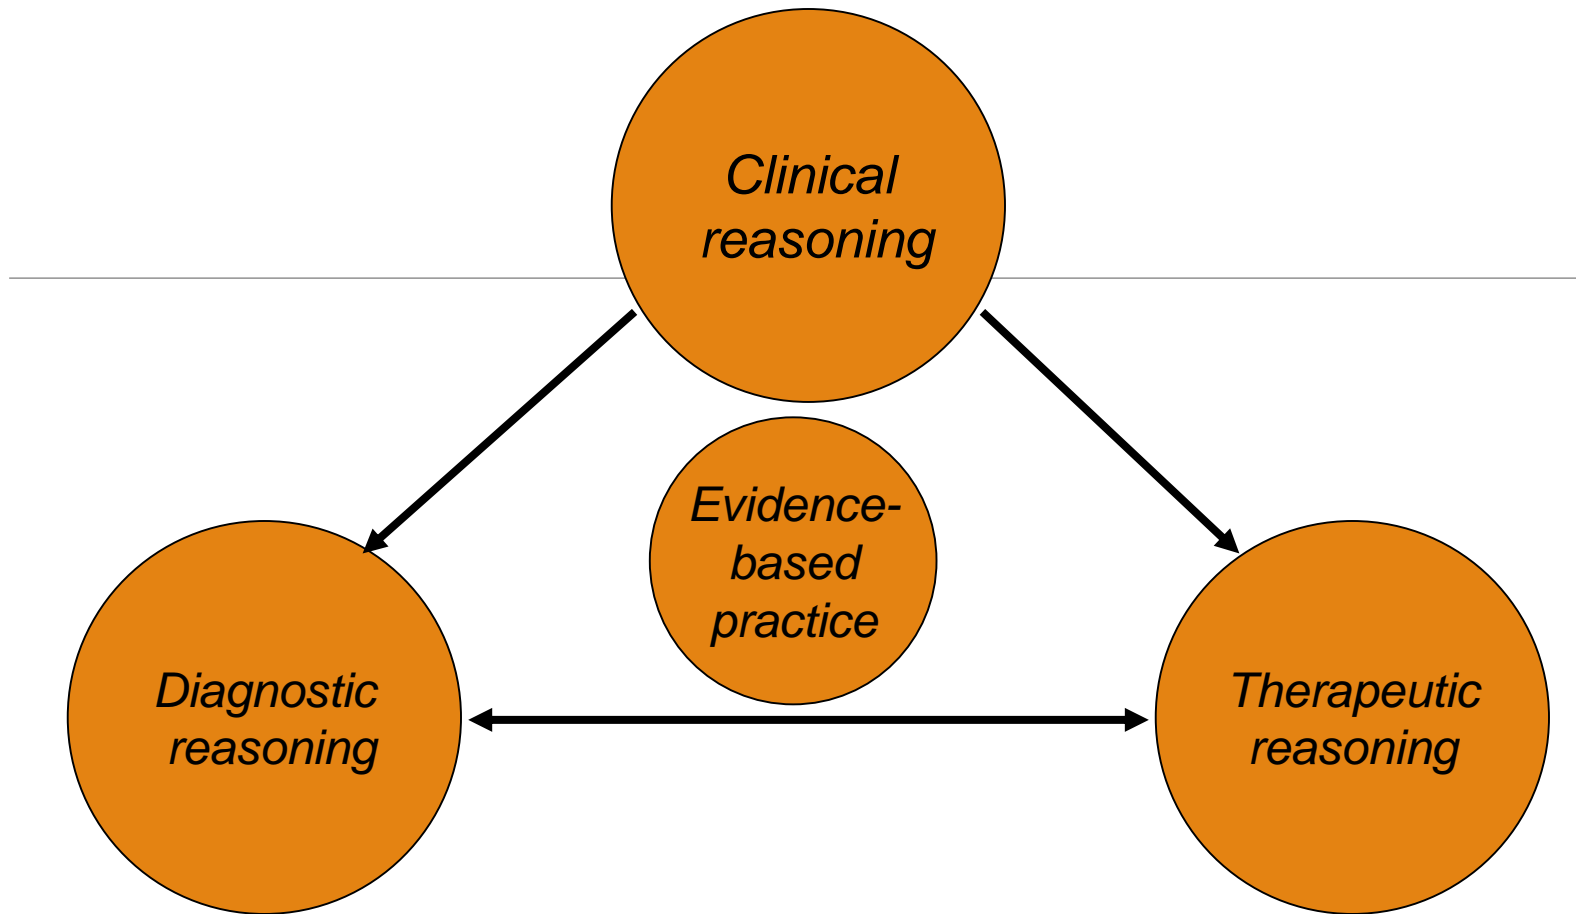 Clinical
reasoning
Evidence-
based
practice
Diagnostic
reasoning
Therapeutic
reasoning